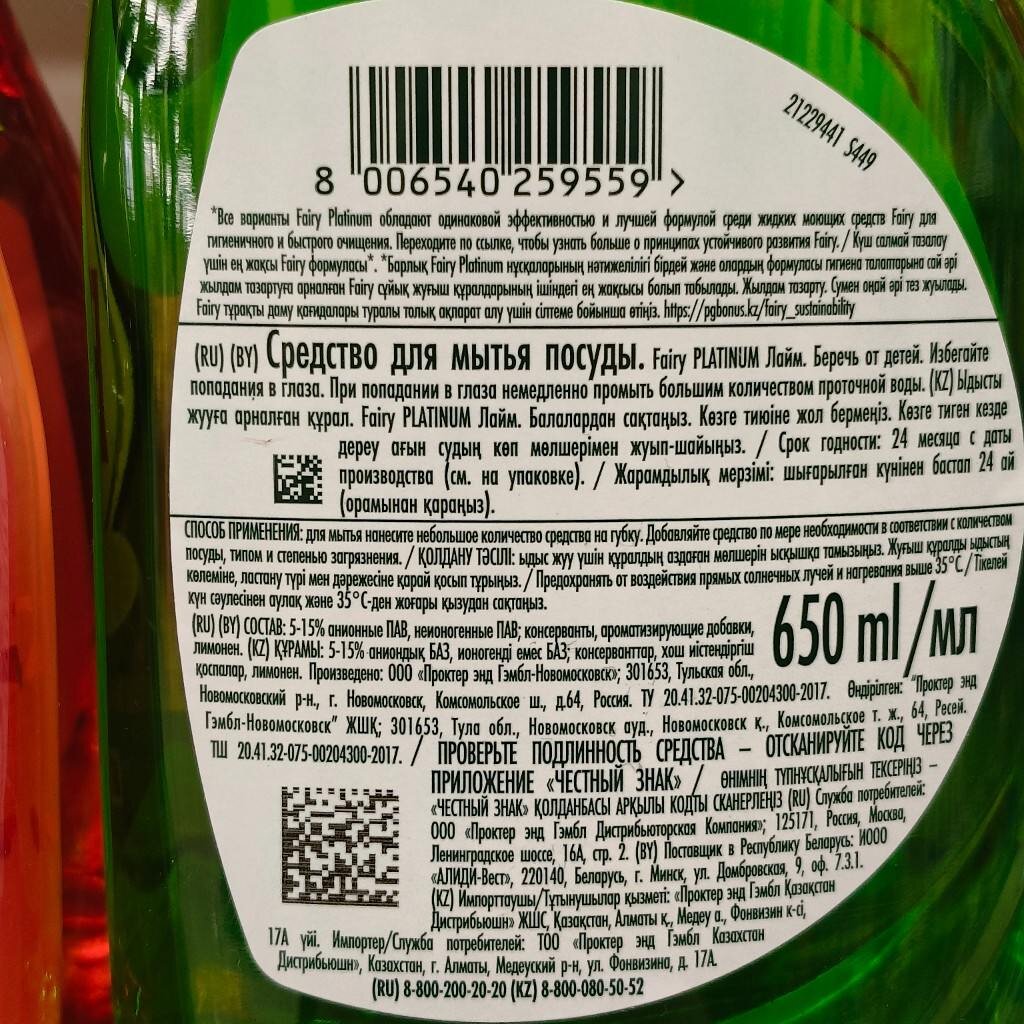 21229441 S449
8 006540 259559 >
*Все варианты Fairy Platinum обладают одинаковой эффективностью и лучшей формулой среди жидких моющих средств Fairy для
гигиеничного и быстрого очищения. Переходите по ссылке, чтобы узнать больше о принципах устойчивого развития Fairy. / Күш салмай тазалау
үшін ең жақсы Fairy формуласы*. *Барлық Fairy Platinum нұсқаларының нәтижелілігі бірдей және олардың формуласы гигиена талаптарына сай әрі
жылдам тазартуға арналған Fairy сұйық жуғыш құралдарының ішіндегі ең жақсысы болып табылады. Жылдам тазарту. Сумен оңай әрі тез жуылады.
Fairy тұрақты даму қағидалары туралы толық ақпарат алу үшін сілтеме бойынша өтіңіз. https://pgbonus.kz/fairy_sustainability
(RU) (BY) Средство для мытья посуды. Fairy PLATINUM Лайм. Беречь от детей. Избегайте
попадания в глаза. При попадании в глаза немедленно промыть большим количеством проточной воды. (KZ) Ыдысты
жууға арналған құрал. Fairy PLATINUM Лайм. Балалардан сақтаңыз. Көзге тиюіне жол бермеңіз. Көзге тиген кезде
дереу ағын судың көп мөлшерімен жуып-шайыңыз. / Срок годности: 24 месяца с даты
производства (см. на упаковке). / Жарамдылық мерзімі: шығарылған күнінен бастап 24 ай
(орамынан қараңыз).
СПОСОБ ПРИМЕНЕНИЯ: для мытья нанесите небольшое количество средства на губку. Добавляйте средство по мере необходимости в соответствии с количеством
посуды, типом и степенью загрязнения. / ҚОЛДАНУ ТӘСІЛІ: ыдыс жуу үшін құралдың аздаған мөлшерін ысқышқа тамызыңыз. Жуғыш құралды ыдыстың
көлеміне, ластану түрі мен дәрежесіне қарай қосып тұрыңыз. / Предохранять от воздействия прямых солнечных лучей и нагревания выше 35°C. / Тікелей
күн сәулесінен аулақ және 35°C-ден жоғары қызудан сақтаңыз.
650 ml/мл
(RU) (BY) СОСТАВ: 5-15% анионные ПАВ, неионогенные ПАВ; консерванты, ароматизирующие добавки,
лимонен. (KZ) ҚҰРАМЫ: 5-15% аниондық БАЗ, ионогенді емес БАЗ; консерванттар, хош иістендіргіш
қоспалар, лимонен. Произведено: ООО «Проктер энд Гэмбл-Новомосковск»; 301653, Тульская обл.,
Новомосковский р-н., г. Новомосковск, Комсомольское ш., д.64, Россия. ТУ 20.41.32-075-00204300-2017. Өндірілген: "Проктер энд
Гэмбл-Новомосковск" ЖШҚ; 301653, Тула обл., Новомосковск ауд., Новомосковск қ., Комсомольское т. ж., 64, Ресей.
ТШ 20.41.32-075-00204300-2017. / ПРОВЕРЬТЕ ПОДЛИННОСТЬ СРЕДСТВА – ОТСКАНИРУЙТЕ КОД ЧЕРЕЗ
ПРИЛОЖЕНИЕ «ЧЕСТНЫЙ ЗНАК» / ӨНІМНІҢ ТҮПНҰСҚАЛЫҒЫН ТЕКСЕРІҢІЗ –
«ЧЕСТНЫЙ ЗНАК» ҚОЛДАНБАСЫ АРҚЫЛЫ КОДТЫ СКАНЕРЛЕҢІЗ (RU) Служба потребителей:
ООО «Проктер энд Гэмбл Дистрибьюторская Компания»; 125171, Россия, Москва,
Ленинградское шоссе, 16А, стр. 2. (BY) Поставщик в Республику Беларусь: ИООО
«АЛИДИ-Вест», 220140, Беларусь, г. Минск, ул. Домбровская, 9, оф. 7.3.1.
(KZ) Импорттаушы/Тұтынушылар қызметі: «Проктер энд Гэмбл Қазақстан
Дистрибьюшн» ЖШС, Қазақстан, Алматы қ., Медеу а., Фонвизин к-сі,
17А үйі. Импортер/Служба потребителей: ТОО «Проктер энд Гэмбл Казахстан
Дистрибьюшн», Казахстан, г. Алматы, Медеуский р-н, ул. Фонвизина, д. 17А.
(RU) 8-800-200-20-20 (KZ) 8-800-080-50-52